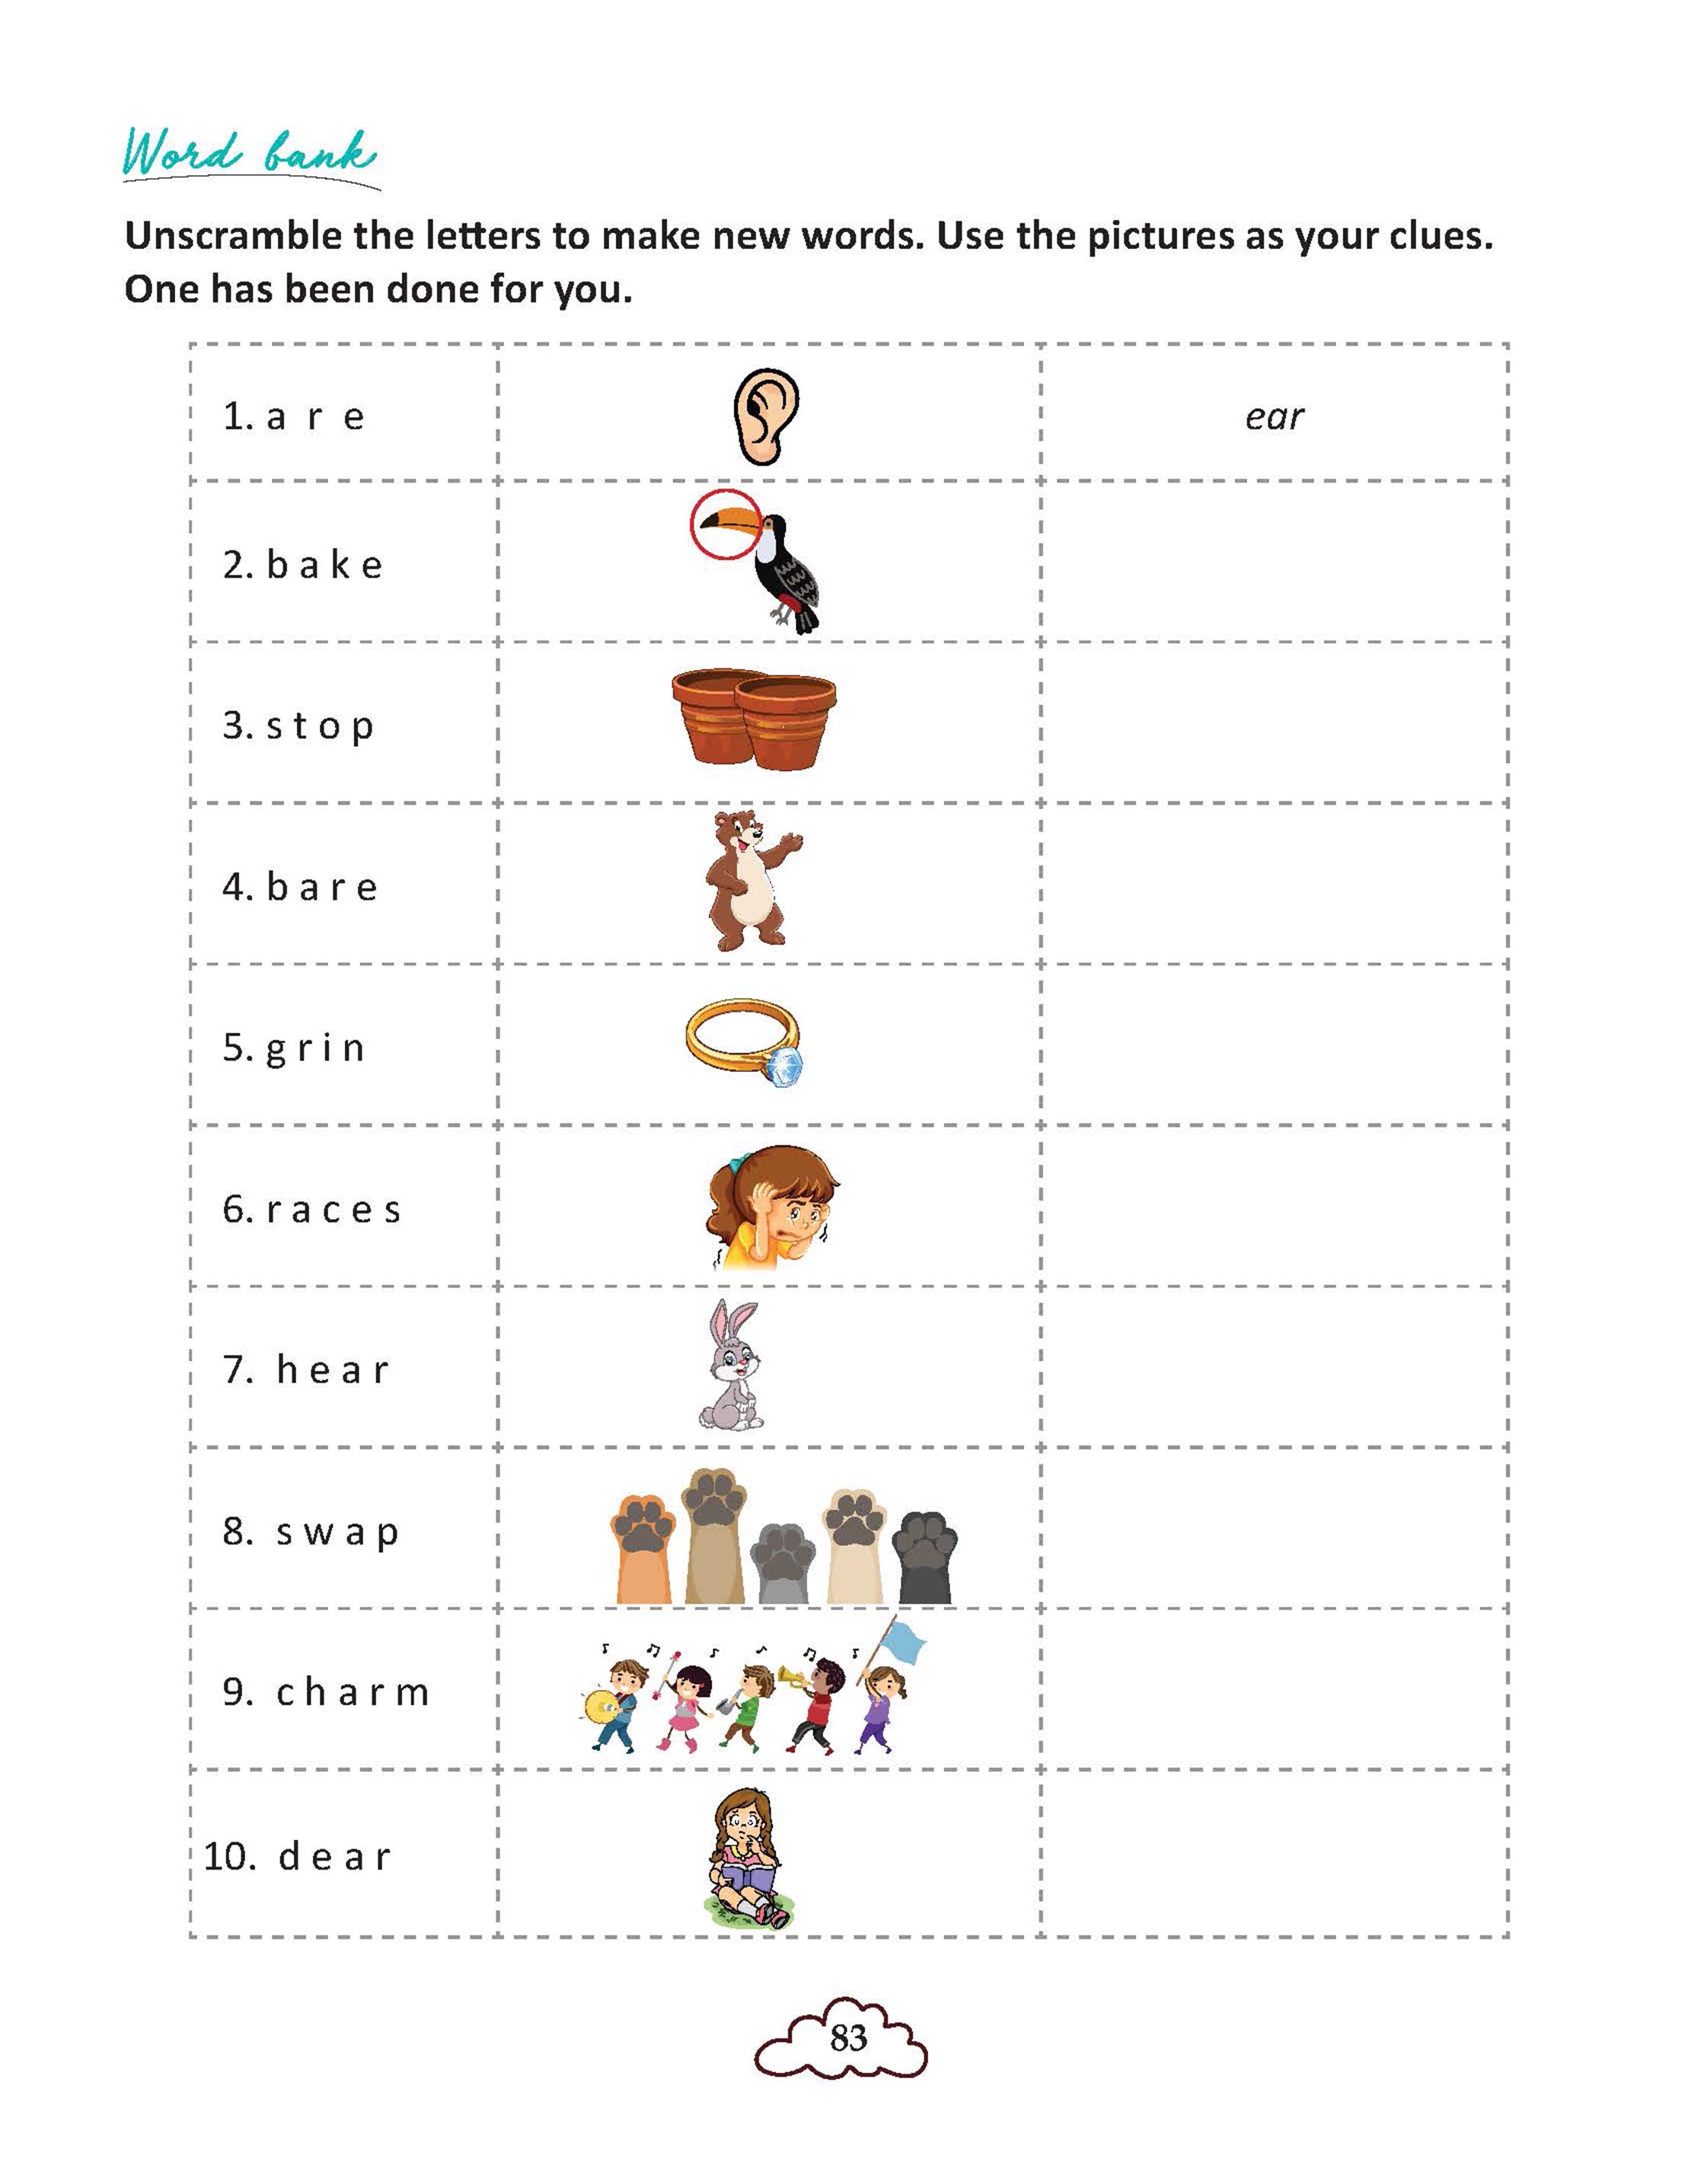 Word bank
Unscramble the letters to make new words. Use the pictures as your clues.
One has been done for you.
1. a r e ear
2. b a k e
3. s t o p
4. b a r e
5. g r i n
6. r a c e s
7. h e a r
8. s w a p
9. c h a r m
10. d e a r
83